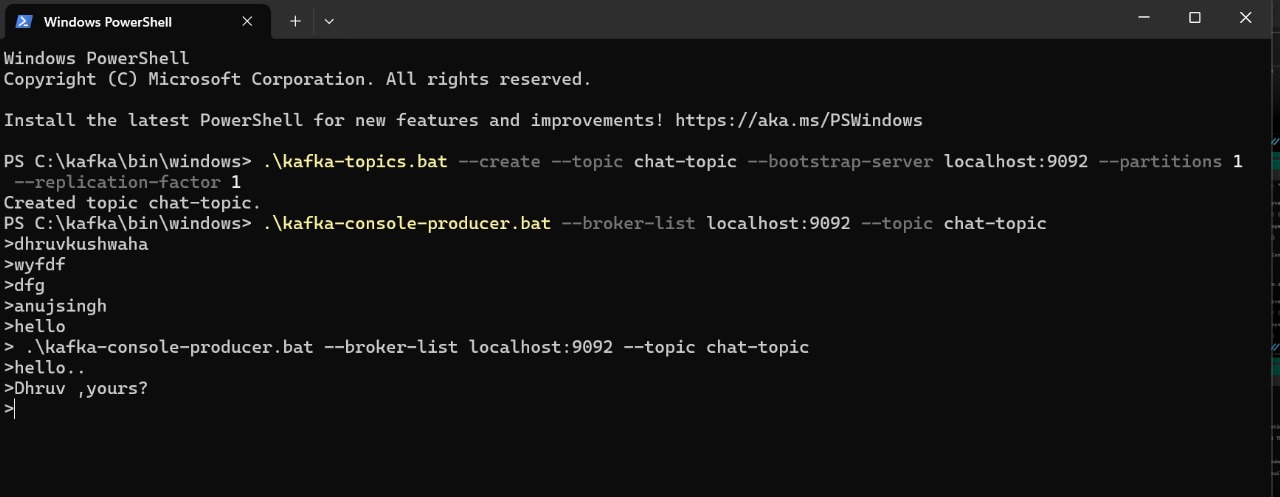 Windows PowerShell
Windows PowerShell
Copyright (C) Microsoft Corporation. All rights reserved.
Install the latest PowerShell for new features and improvements! https://aka.ms/PSWindows
PS C:\kafka\bin\windows> .\kafka-topics.bat --create --topic chat-topic --bootstrap-server localhost:9092 --partitions 1
--replication-factor 1
Created topic chat-topic.
PS C:\kafka\bin\windows> .\kafka-console-producer.bat --broker-list localhost:9092 --topic chat-topic
>dhruvkushwaha
>wyfdf
>dfg
>anujsingh
>hello
> .\kafka-console-producer.bat --broker-list localhost:9092 --topic chat-topic
>hello..
>Dhruv ,yours?
>